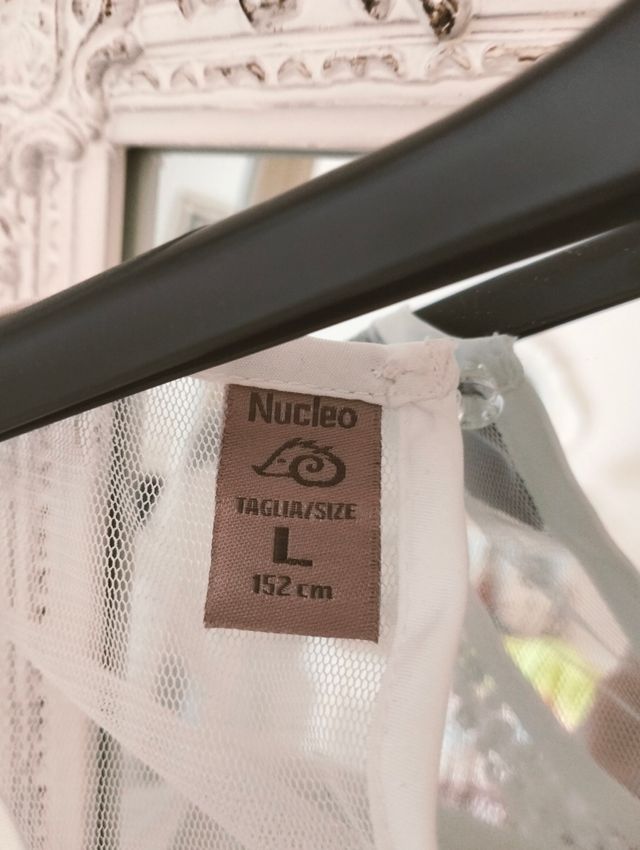 Nucleo
TAGLIA/SIZE
L
152 cm